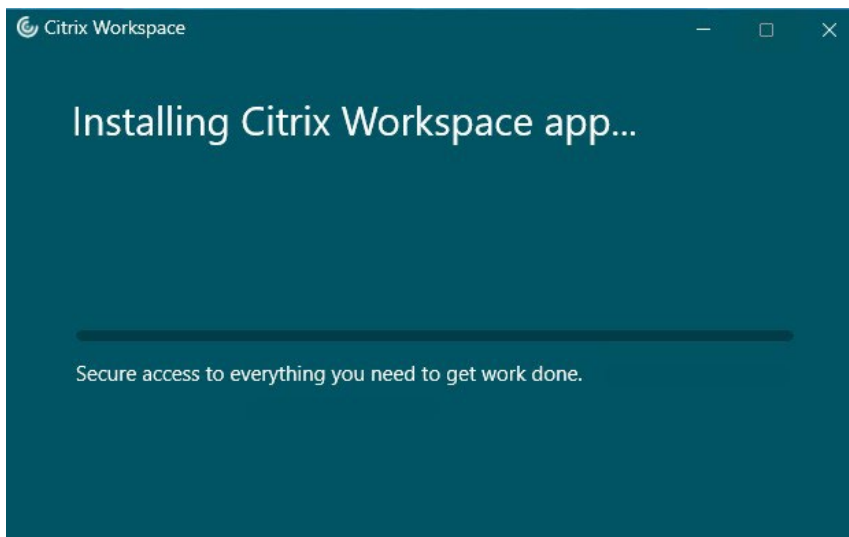 Citrix Workspace
Installing Citrix Workspace app...
Secure access to everything you need to get work done.